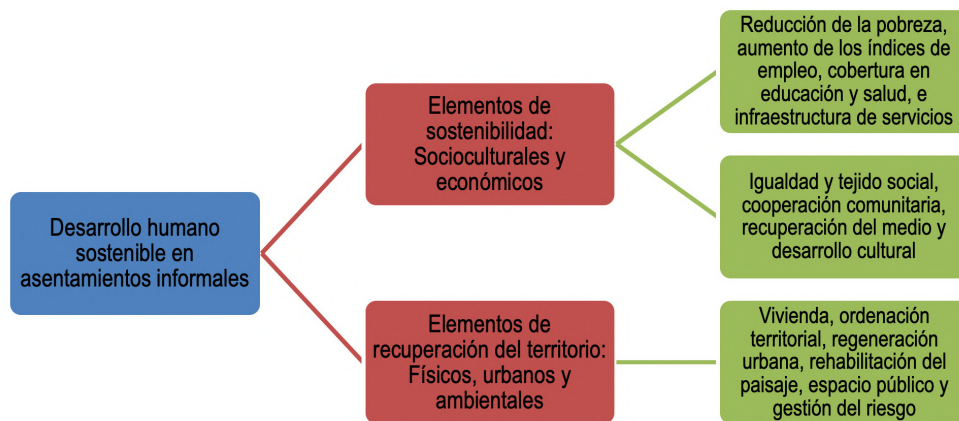 Desarrollo humano
sostenible en
asentamientos informales
Elementos de
sostenibilidad:
Socioculturales y
económicos
Reducción de la pobreza,
aumento de los índices de
empleo, cobertura en
educación y salud, e
infraestructura de servicios
Igualdad y tejido social,
cooperación comunitaria,
recuperación del medio y
desarrollo cultural
Elementos de
recuperación del territorio:
Físicos, urbanos y
ambientales
Vivienda, ordenación
territorial, regeneración
urbana, rehabilitación del
paisaje, espacio público y
gestión del riesgo